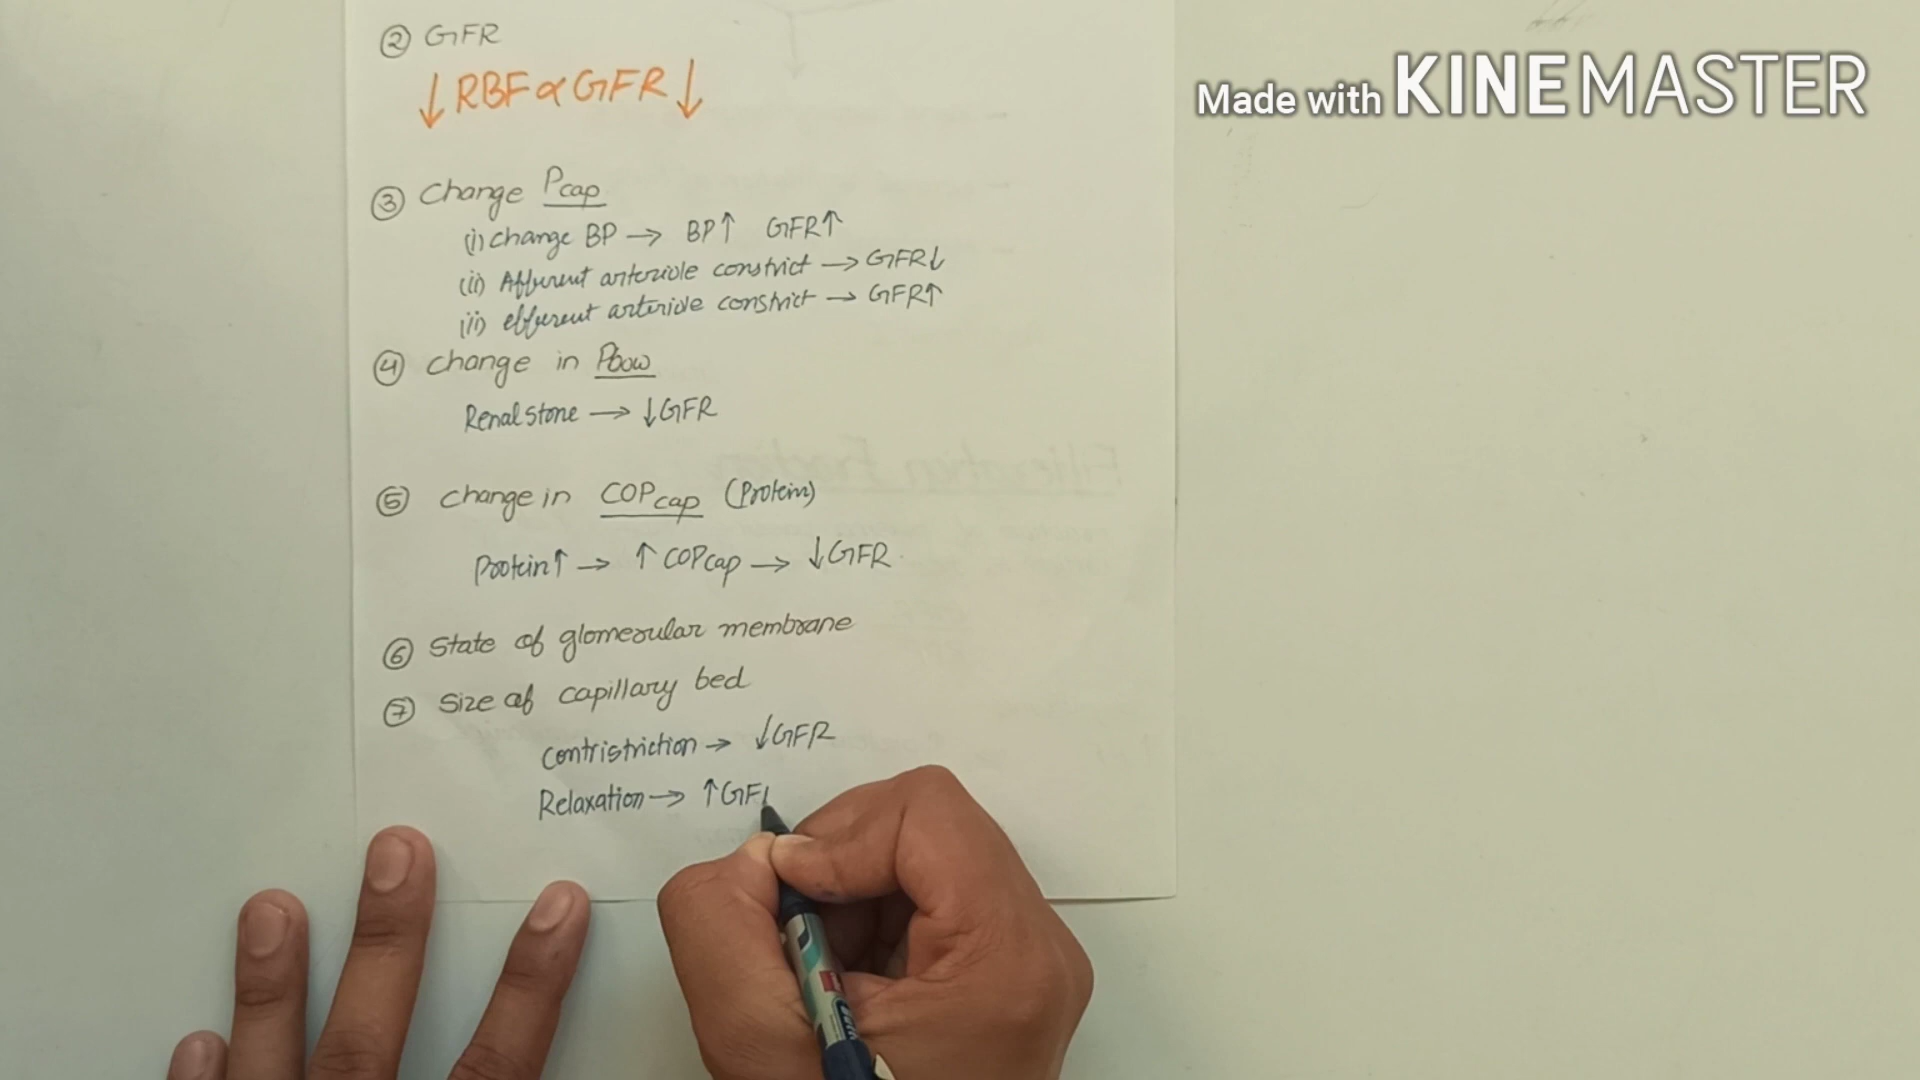 ② GFR
↓ RBF ∝ GFR ↓
Made with KINEMASTER
③ Change Pcap
(i) change BP → BP↑ GFR↑
(ii) Afferent arteriole constrict → GFR↓
(iii) efferent arteriole constrict → GFR↑
④ change in Pbow
Renal stone → ↓GFR
⑤ change in COPcap (Protein)
Protein↑ → ↑ COPcap → ↓GFR.
⑥ State of glomerular membrane
⑦ Size of capillary bed
Contristriction → ↓GFR
Relaxation → ↑GF